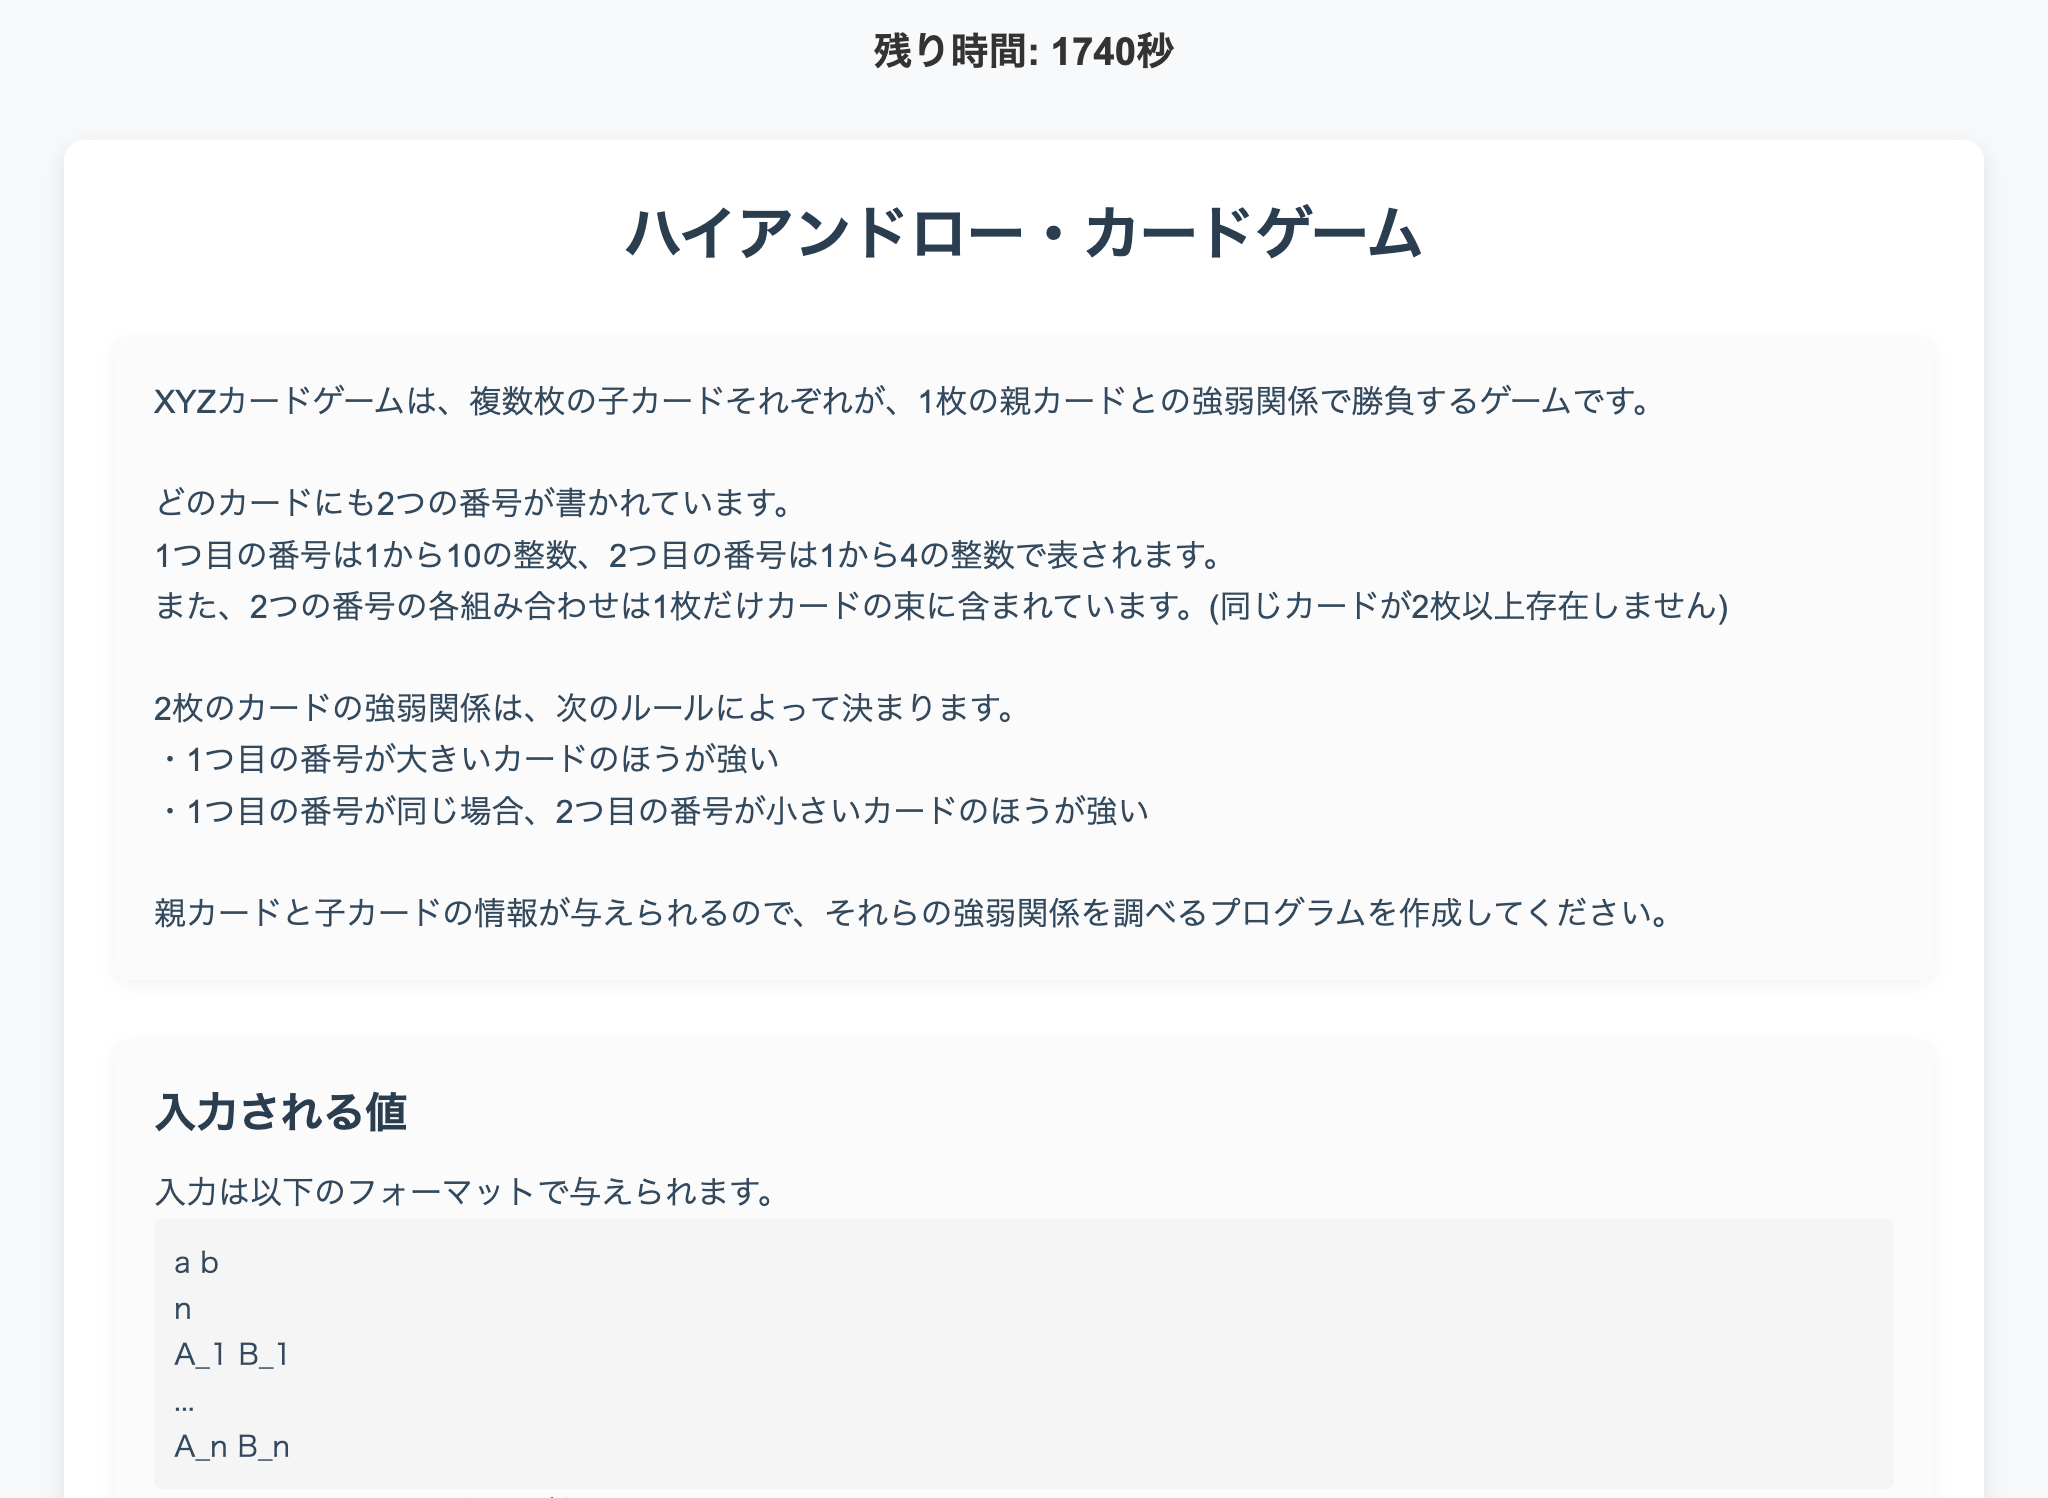 残り時間: 1740秒
ハイアンドロー・カードゲーム
XYZカードゲームは、複数枚の子カードそれぞれが、1枚の親カードとの強弱関係で勝負するゲームです。
どのカードにも2つの番号が書かれています。
1つ目の番号は1から10の整数、2つ目の番号は1から4の整数で表されます。
また、2つの番号の各組み合わせは1枚だけカードの束に含まれています。(同じカードが2枚以上存在しません)
2枚のカードの強弱関係は、次のルールによって決まります。
・1つ目の番号が大きいカードのほうが強い
・1つ目の番号が同じ場合、2つ目の番号が小さいカードのほうが強い
親カードと子カードの情報が与えられるので、それらの強弱関係を調べるプログラムを作成してください。
入力される値
入力は以下のフォーマットで与えられます。
a b
n
A_1 B_1
...
A_n B_n